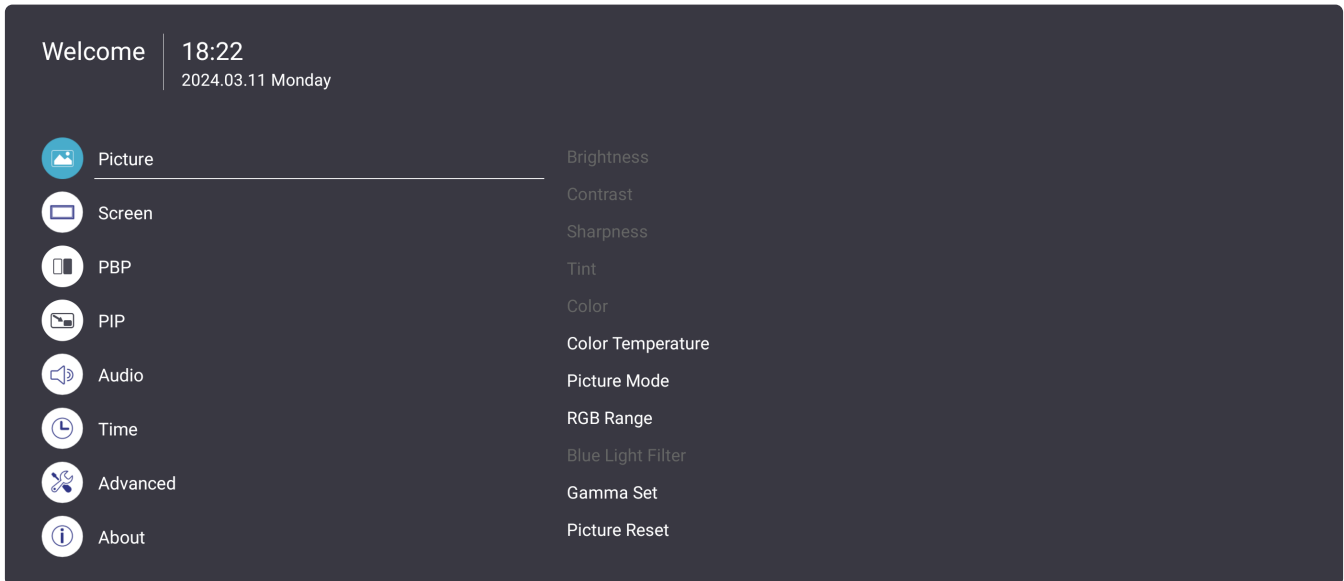 Welcome
18:22
2024.03.11 Monday
Picture
Screen
PBP
PIP
Audio
Time
Advanced
About
Brightness
Contrast
Sharpness
Tint
Color
Color Temperature
Picture Mode
RGB Range
Blue Light Filter
Gamma Set
Picture Reset